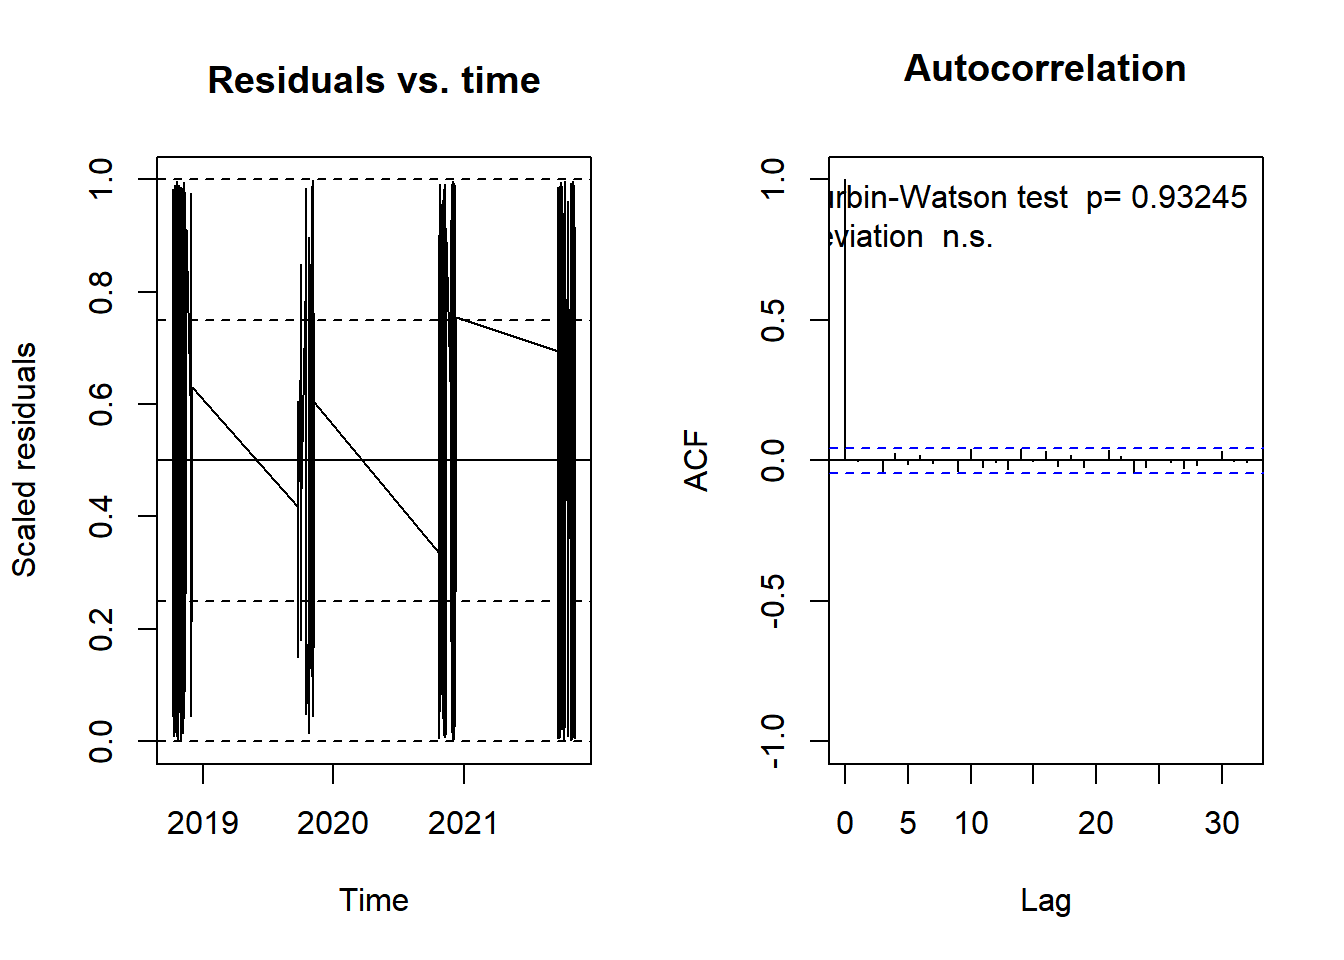 Residuals vs. time
Scaled residuals
1.0
0.8
0.6
0.4
0.2
0.0
2019 2020 2021
Time
Autocorrelation
urbin-Watson test p= 0.93245
eviation n.s.
ACF
1.0
0.5
0.0
-0.5
-1.0
0 5 10 20 30
Lag